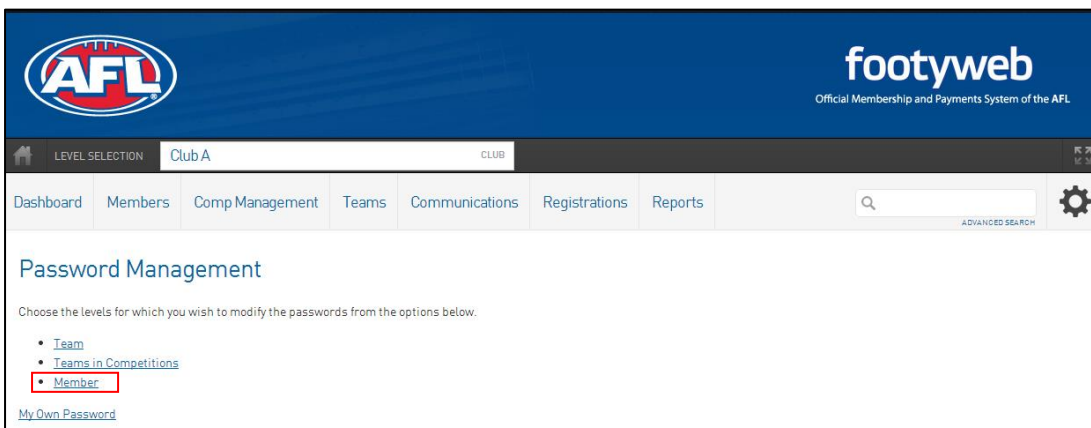 AFL
footyweb
Official Membership and Payments System of the AFL
LEVEL SELECTION Club A CLUB
Dashboard Members Comp Management Teams Communications Registrations Reports
ADVANCED SEARCH
Password Management
Choose the levels for which you wish to modify the passwords from the options below.
• Team
• Teams in Competitions
• Member
My Own Password